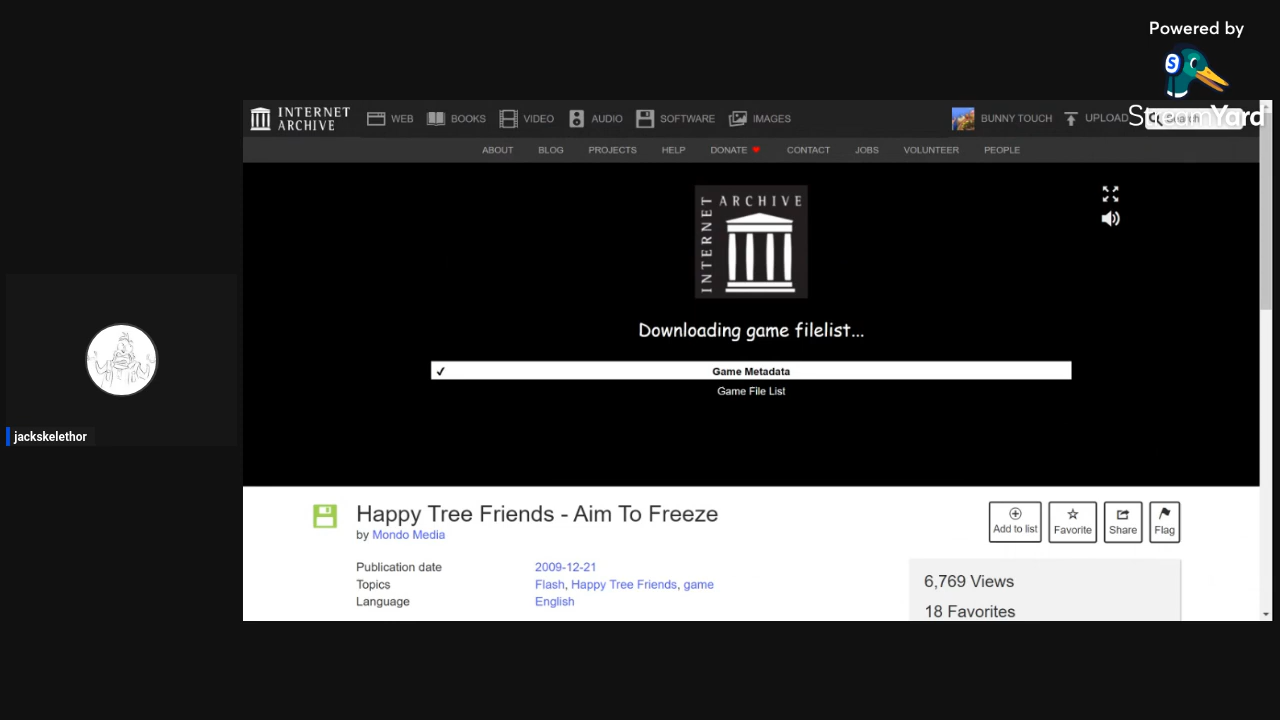 Powered by
StreamYard
INTERNET ARCHIVE
WEB BOOKS VIDEO AUDIO SOFTWARE IMAGES
BUNNY TOUCH UPLOAD
ABOUT BLOG PROJECTS HELP DONATE CONTACT JOBS VOLUNTEER PEOPLE
INTERNET ARCHIVE
Downloading game filelist...
✓ Game Metadata
Game File List
jackskelethor
Happy Tree Friends - Aim To Freeze
by Mondo Media
Add to list Favorite Share Flag
Publication date 2009-12-21
Topics Flash, Happy Tree Friends, game
Language English
6,769 Views
18 Favorites